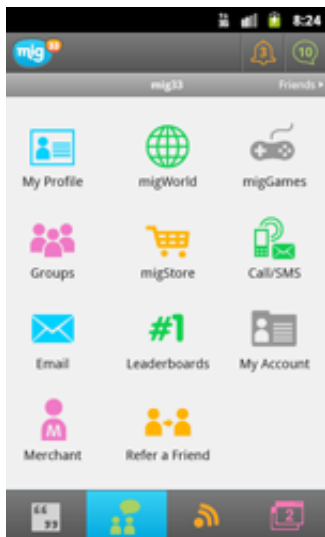 8:24
mig33
3
10
mig33
Friends
My Profile
migWorld
migGames
Groups
migStore
Call/SMS
Email
#1
Leaderboards
My Account
M
Merchant
Refer a Friend
2